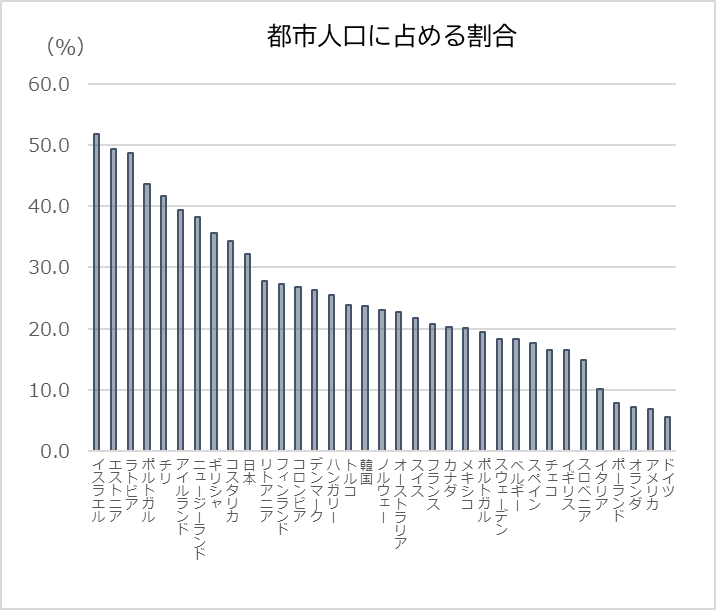 都市人口に占める割合
(%)
60.0
50.0
40.0
30.0
20.0
10.0
0.0
イスラエル
エストニア
ラトビア
ポルトガル
チリ
アイルランド
ニュージーランド
ギリシャ
コスタリカ
日本
リトアニア
フィンランド
コロンビア
デンマーク
ハンガリー
トルコ
韓国
ノルウェー
オーストラリア
スイス
フランス
カナダ
メキシコ
ポルトガル
スウェーデン
ベルギー
スペイン
チェコ
イギリス
スロベニア
イタリア
ポーランド
オランダ
アメリカ
ドイツ